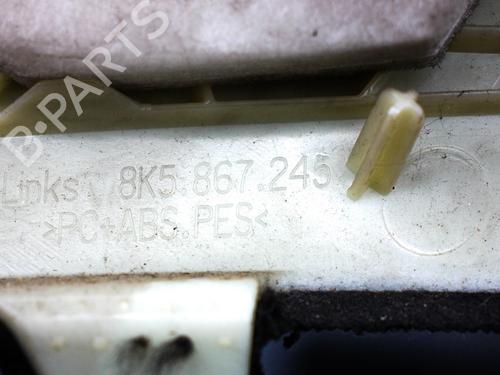 B-PARTS
Links 8K5.867.245
>PC+ABS.PES<